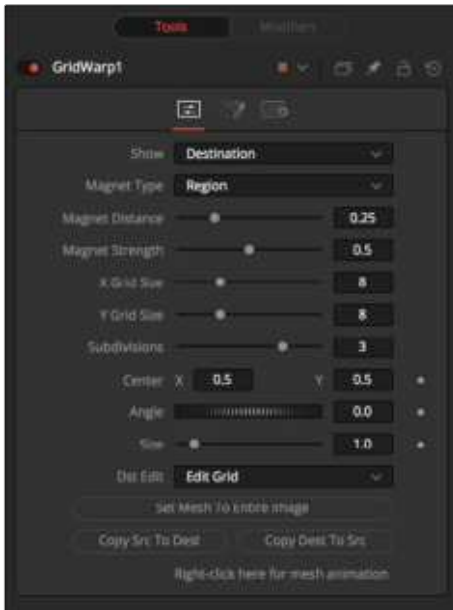 Tools Modifiers
GridWarp1
Show Destination
Magnet Type Region
Magnet Distance 0.25
Magnet Strength 0.5
X Grid Size 8
Y Grid Size 8
Subdivisions 3
Center X 0.5 Y 0.5
Angle 0.0
Size 1.0
Dst Edit Edit Grid
Set Mesh To Entire Image
Copy Src To Dest Copy Dest To Src
Right-click here for mesh animation